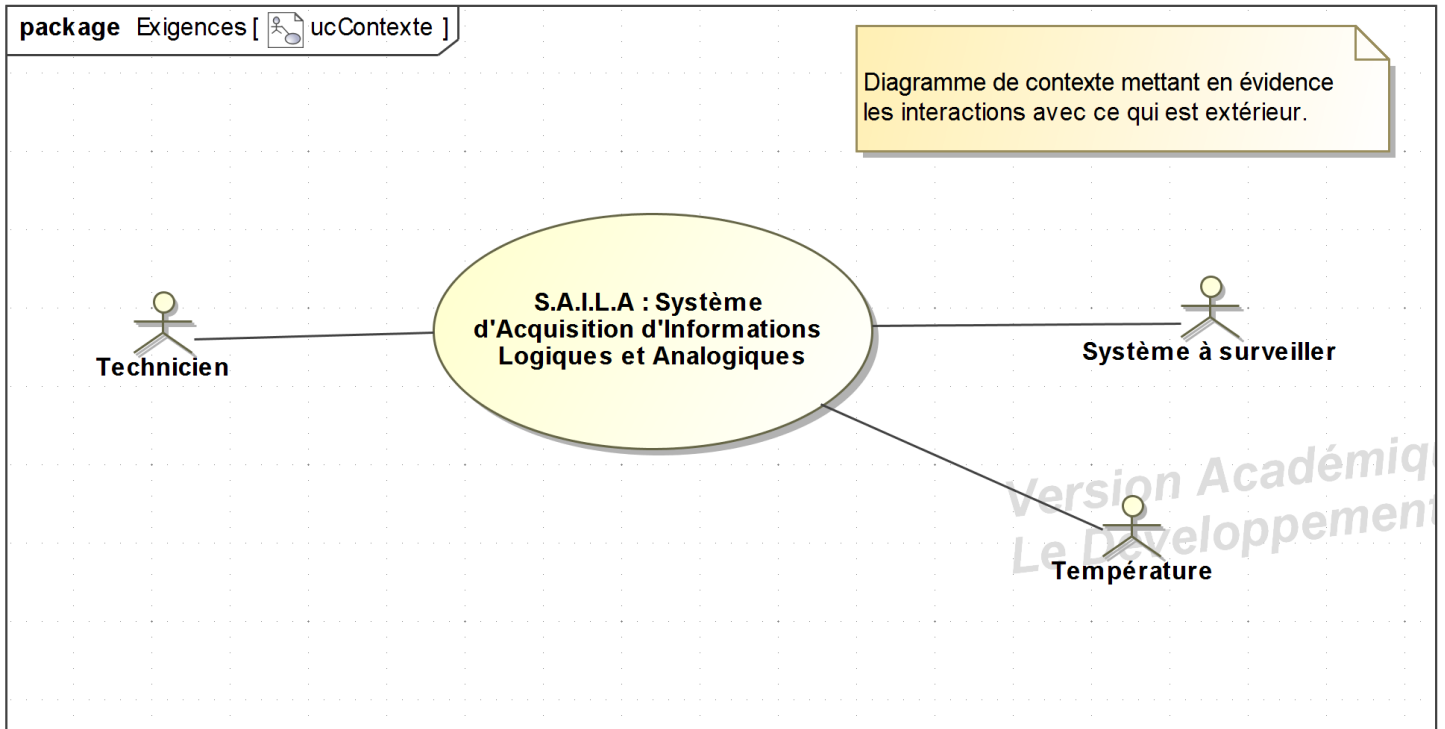 package Exigences [ ucContexte ]
Diagramme de contexte mettant en évidence
les interactions avec ce qui est extérieur.
S.A.I.L.A : Système
d'Acquisition d'Informations
Logiques et Analogiques
Technicien
Système à surveiller
Version Académiqu
Le Développement
Température